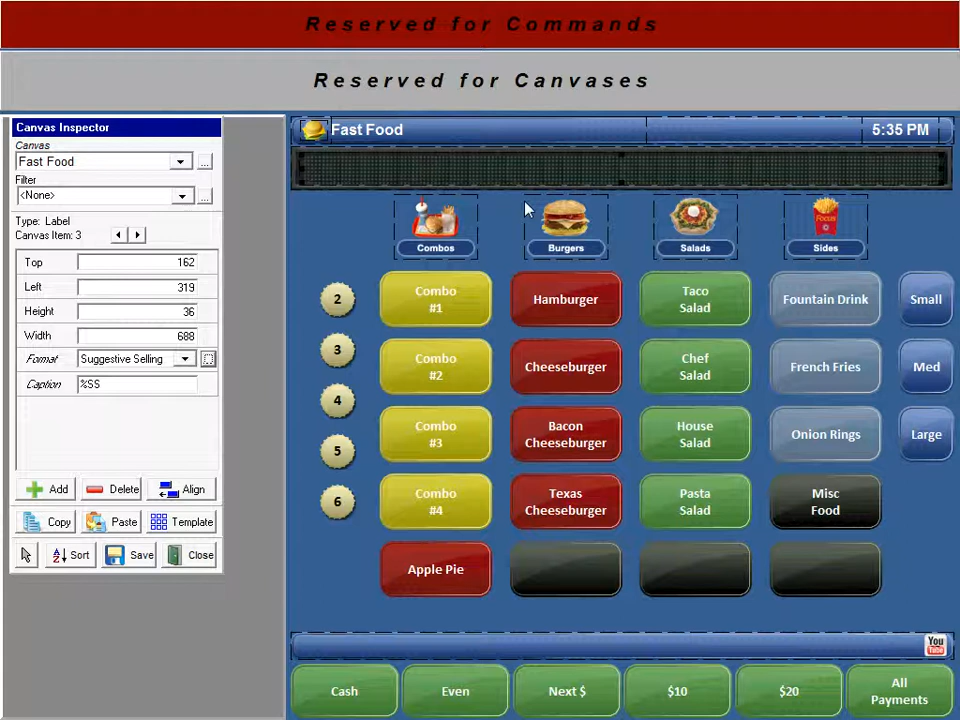 Reserved for Commands
Reserved for Canvases
Canvas Inspector
Canvas
Fast Food
...
Filter
<None>
...
Type: Label
Canvas Item: 3
Top 162
Left 319
Height 36
Width 688
Format Suggestive Selling
Caption %SS
Add Delete Align
Copy Paste Template
Sort Save Close
Fast Food 5:35 PM
Combos Burgers Salads Sides
2
3
4
5
6
Combo
#1
Hamburger
Taco
Salad
Fountain Drink
Small
Combo
#2
Cheeseburger
Chef
Salad
French Fries
Med
Combo
#3
Bacon
Cheeseburger
House
Salad
Onion Rings
Large
Combo
#4
Texas
Cheeseburger
Pasta
Salad
Misc
Food
Apple Pie
You
Tube
Cash
Even
Next $
$10
$20
All
Payments